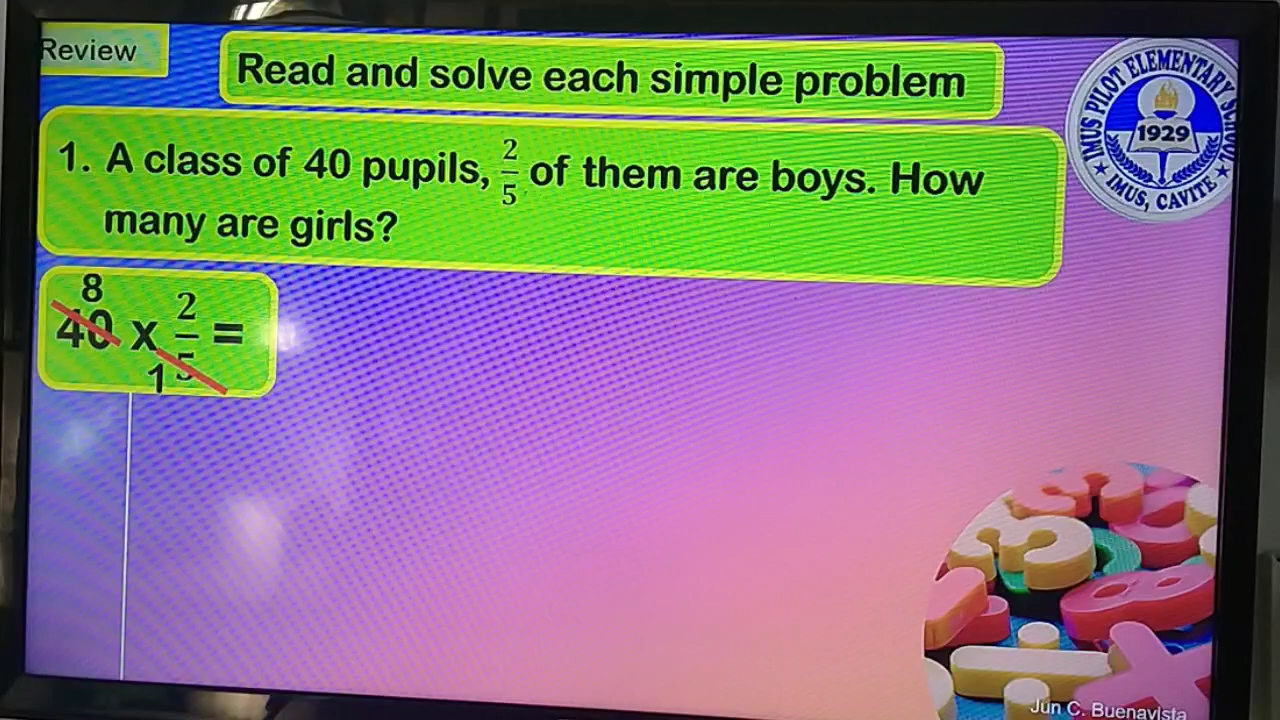 Review
Read and solve each simple problem
1. A class of 40 pupils, 2/5 of them are boys. How
many are girls?
8
40 x 2/5 =
1
IMUS PILOT ELEMENTARY SCHOOL
1929
IMUS, CAVITE
Jun C. Buenavista